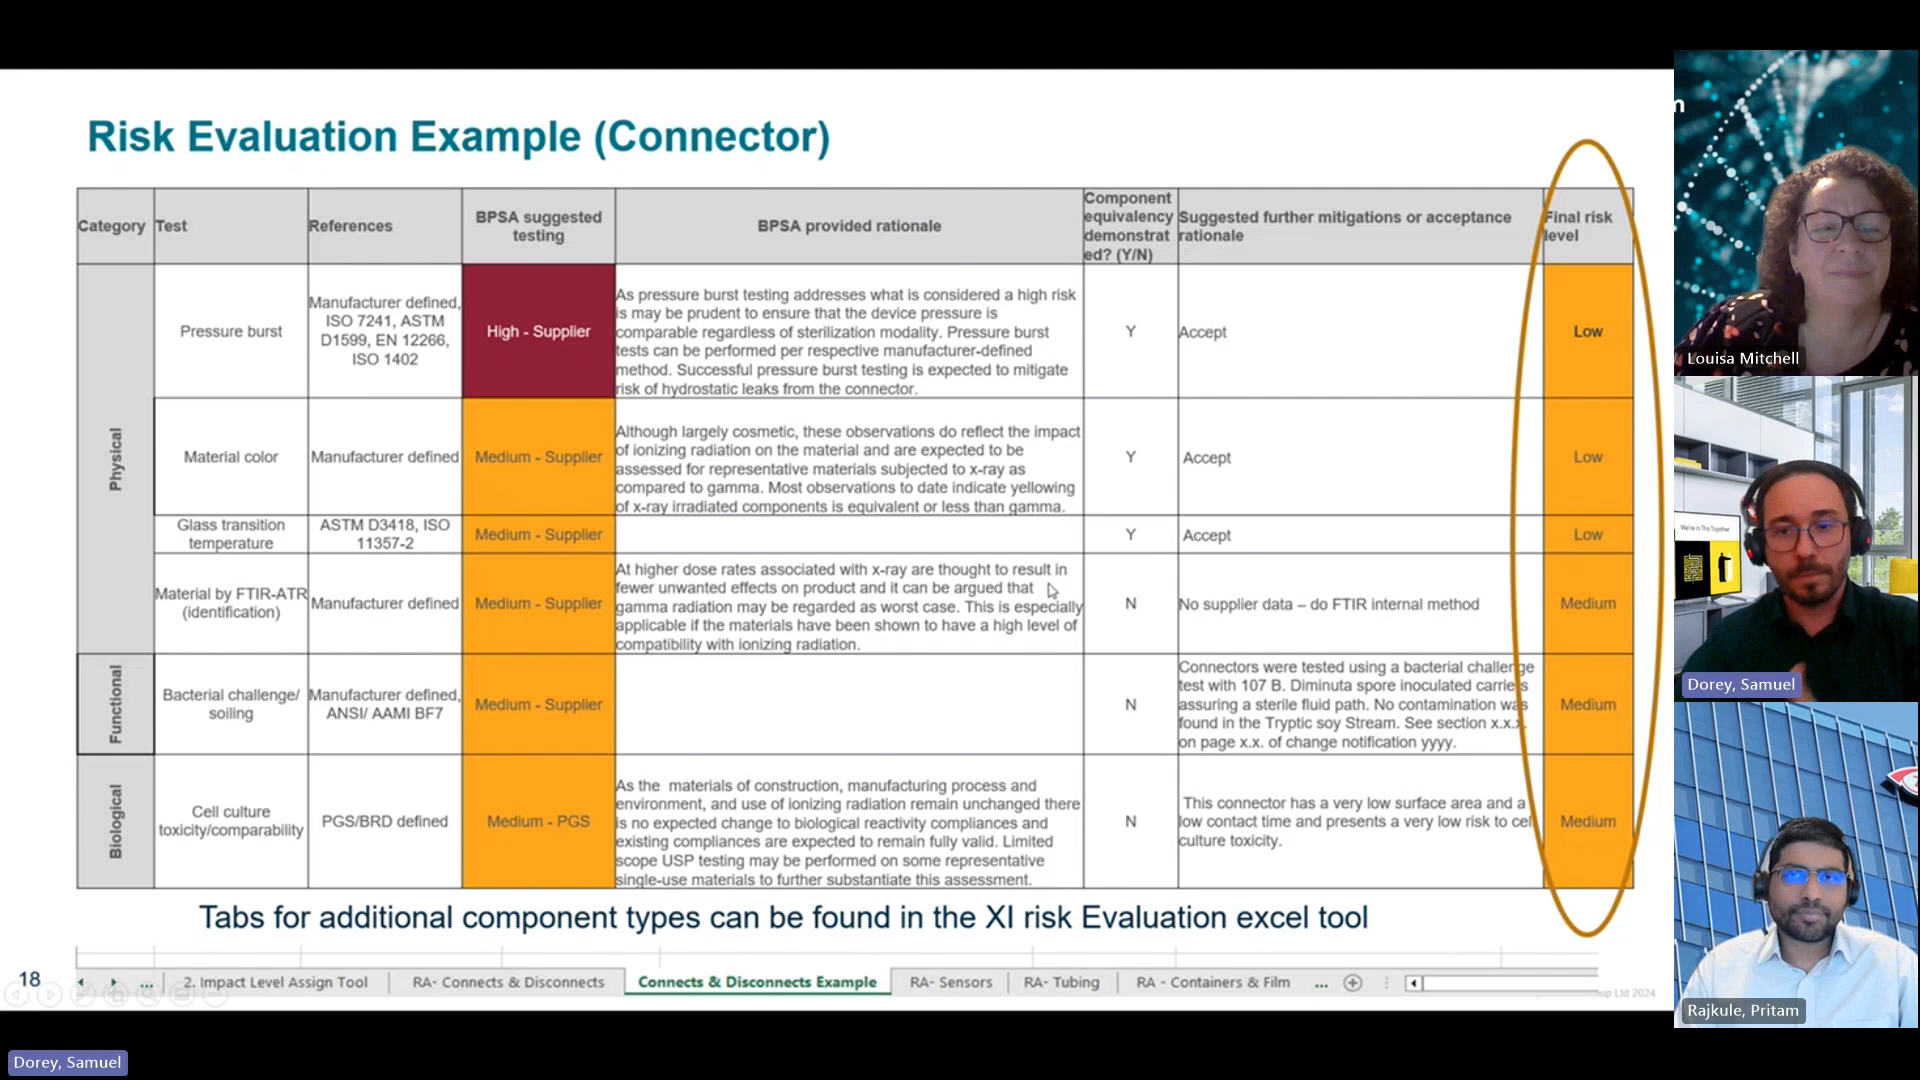 Risk Evaluation Example (Connector)
Category
Test
References
BPSA suggested
testing
BPSA provided rationale
Component
equivalency
demonstrat
ed? (Y/N)
Suggested further mitigations or acceptance
rationale
Final risk
level
Physical
Pressure burst
Manufacturer defined,
ISO 7241, ASTM
D1599, EN 12266,
ISO 1402
High - Supplier
As pressure burst testing addresses what is considered a high risk
is may be prudent to ensure that the device pressure is
comparable regardless of sterilization modality. Pressure burst
tests can be performed per respective manufacturer-defined
method. Successful pressure burst testing is expected to mitigate
risk of hydrostatic leaks from the connector.
Y
Accept
Low
Material color
Manufacturer defined
Medium - Supplier
Although largely cosmetic, these observations do reflect the impact
of ionizing radiation on the material and are expected to be
assessed for representative materials subjected to x-ray as
compared to gamma. Most observations to date indicate yellowing
of x-ray irradiated components is equivalent or less than gamma.
Y
Accept
Low
Glass transition
temperature
ASTM D3418, ISO
11357-2
Medium - Supplier
Y
Accept
Low
Material by FTIR-ATR
(identification)
Manufacturer defined
Medium - Supplier
At higher dose rates associated with x-ray are thought to result in
fewer unwanted effects on product and it can be argued that
gamma radiation may be regarded as worst case. This is especially
applicable if the materials have been shown to have a high level of
compatibility with ionizing radiation.
N
No supplier data – do FTIR internal method
Medium
Functional
Bacterial challenge/
soiling
Manufacturer defined,
ANSI/ AAMI BF7
Medium - Supplier
N
Connectors were tested using a bacterial challenge
test with 107 B. Diminuta spore inoculated carriers
assuring a sterile fluid path. No contamination was
found in the Tryptic soy Stream. See section x.x.x.
on page x.x. of change notification yyyy.
Medium
Biological
Cell culture
toxicity/comparability
PGS/BRD defined
Medium - PGS
As the materials of construction, manufacturing process and
environment, and use of ionizing radiation remain unchanged there
is no expected change to biological reactivity compliances and
existing compliances are expected to remain fully valid. Limited
scope USP testing may be performed on some representative
single-use materials to further substantiate this assessment.
N
This connector has a very low surface area and a
low contact time and presents a very low risk to cell
culture toxicity.
Medium
Tabs for additional component types can be found in the XI risk Evaluation excel tool
18
... 2. Impact Level Assign Tool RA- Connects & Disconnects Connects & Disconnects Example RA- Sensors RA- Tubing RA - Containers & Film ...
up Ltd 2024
Louisa Mitchell
We're in This Together
Dorey, Samuel
Rajkule, Pritam
Dorey, Samuel